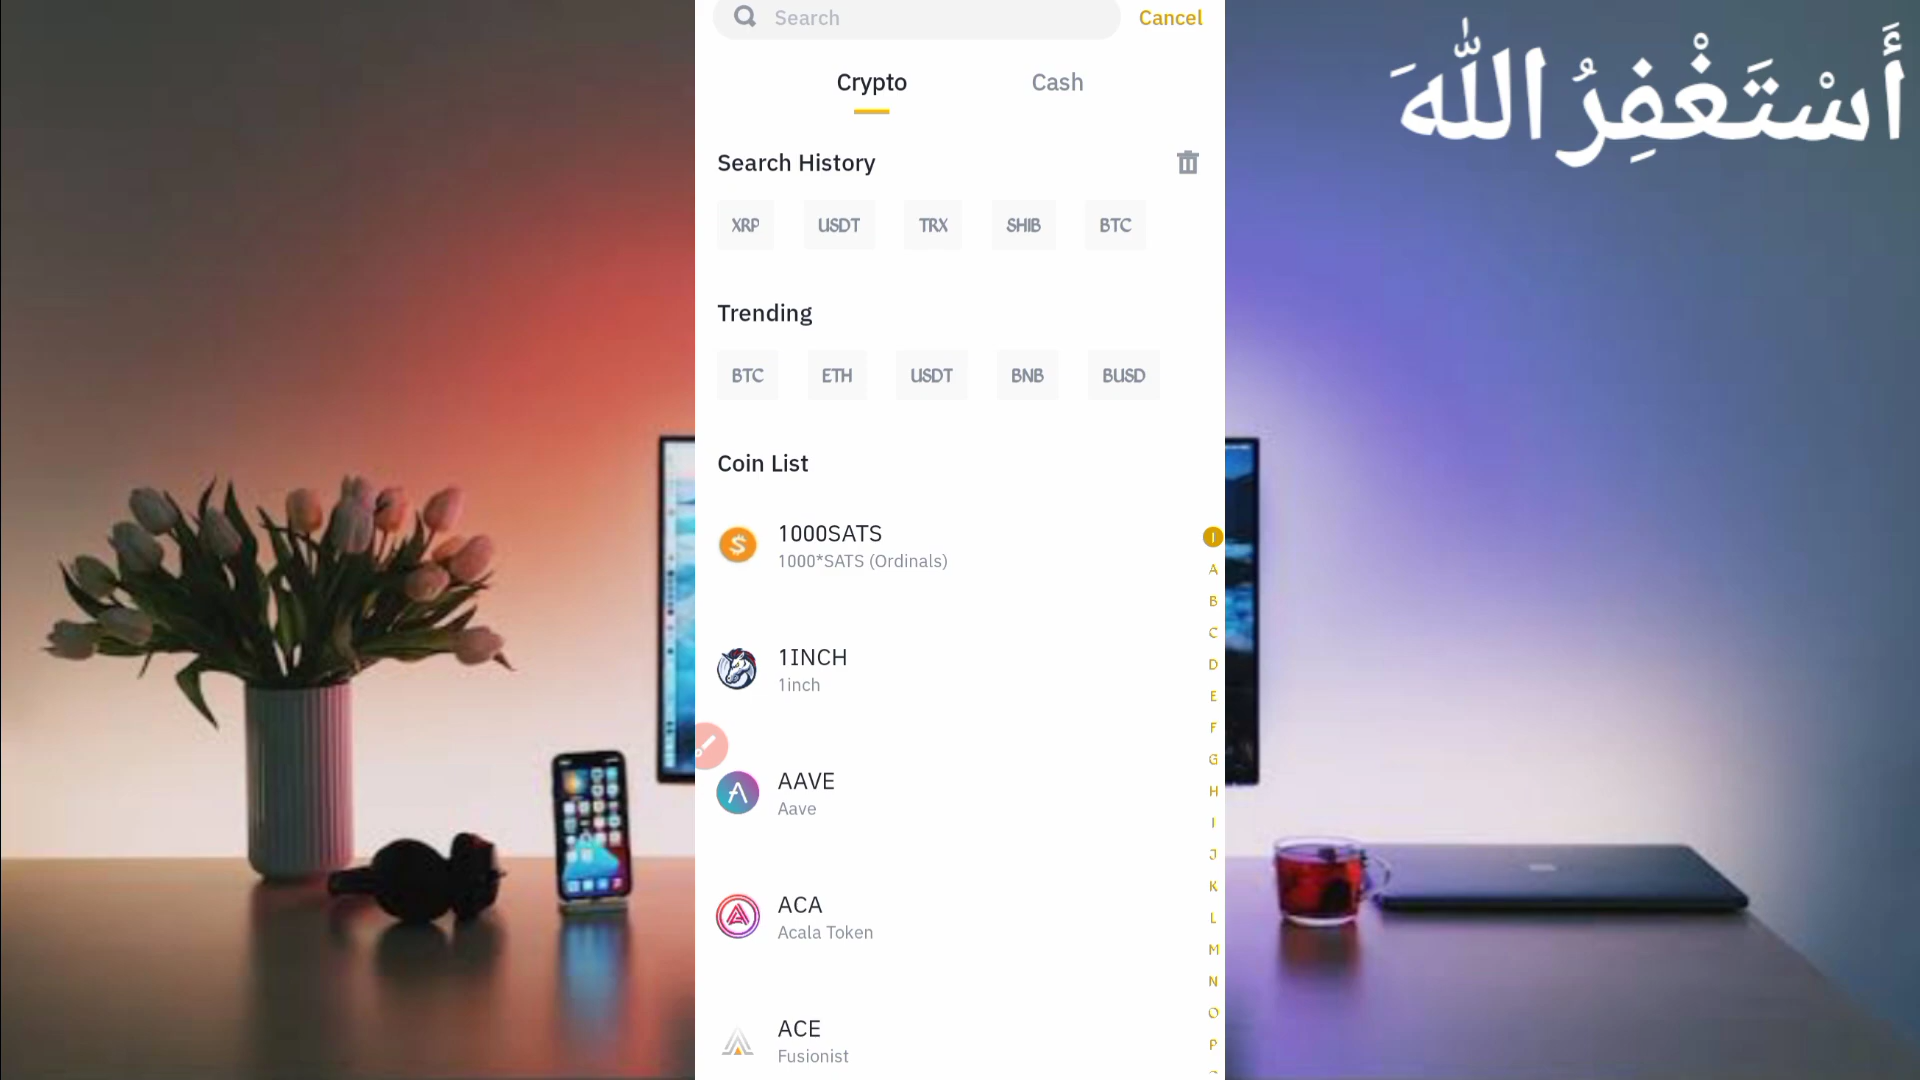 Search
Cancel
Crypto
Cash
أَسْتَغْفِرُ اللّٰهَ
Search History
XRP
USDT
TRX
SHIB
BTC
Trending
BTC
ETH
USDT
BNB
BUSD
Coin List
1000SATS
1000*SATS (Ordinals)
1INCH
1inch
AAVE
Aave
ACA
Acala Token
ACE
Fusionist
A
B
C
D
E
F
G
H
I
J
K
L
M
N
O
P